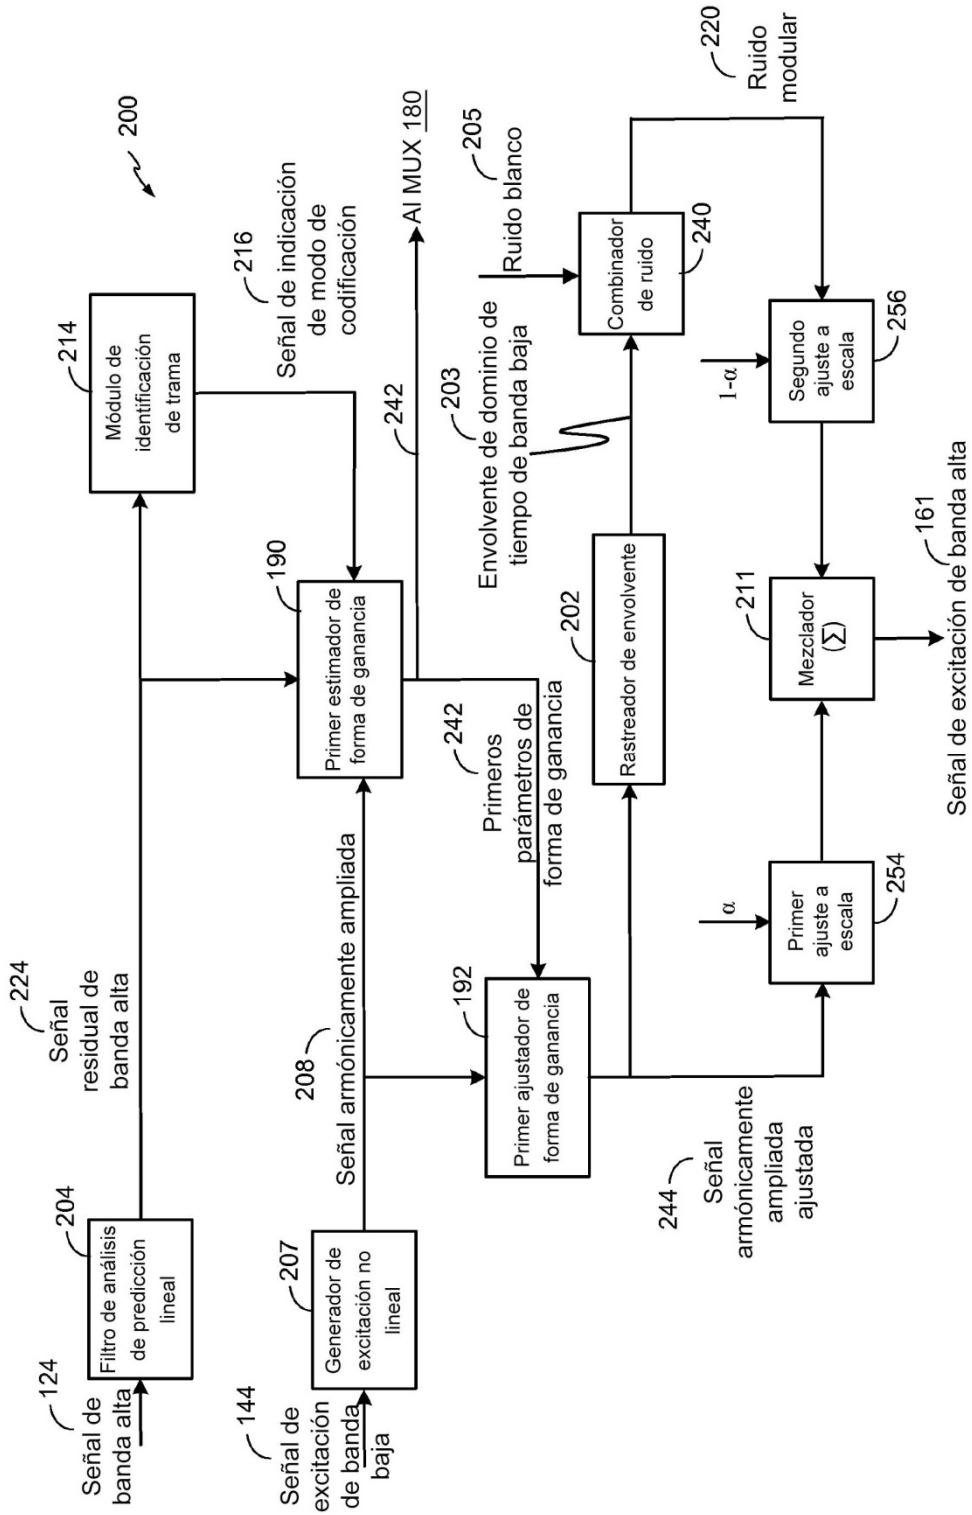 200
124
Señal de
banda alta
204
Filtro de análisis
de predicción
lineal
224
Señal
residual de
banda alta
214
Módulo de
identificación
de trama
216
Señal de indicación
de modo de
codificación
144
Señal de
excitación
de banda
baja
207
Generador de
excitación no
lineal
208
Señal armónicamente ampliada
190
Primer estimador de
forma de ganancia
242
Al MUX 180
242
Primeros
parámetros de
forma de ganancia
192
Primer ajustador de
forma de ganancia
203
Envolvente de dominio de
tiempo de banda baja
205
Ruido blanco
202
Rastreador de envolvente
Combinador
de ruido
240
220
Ruido
modular
244
Señal
armónicamente
ampliada
ajustada
α
Primer
ajuste a
escala
254
211
Mezclador
(Σ)
1-α
Segundo
ajuste a
escala
256
161
Señal de excitación de banda alta